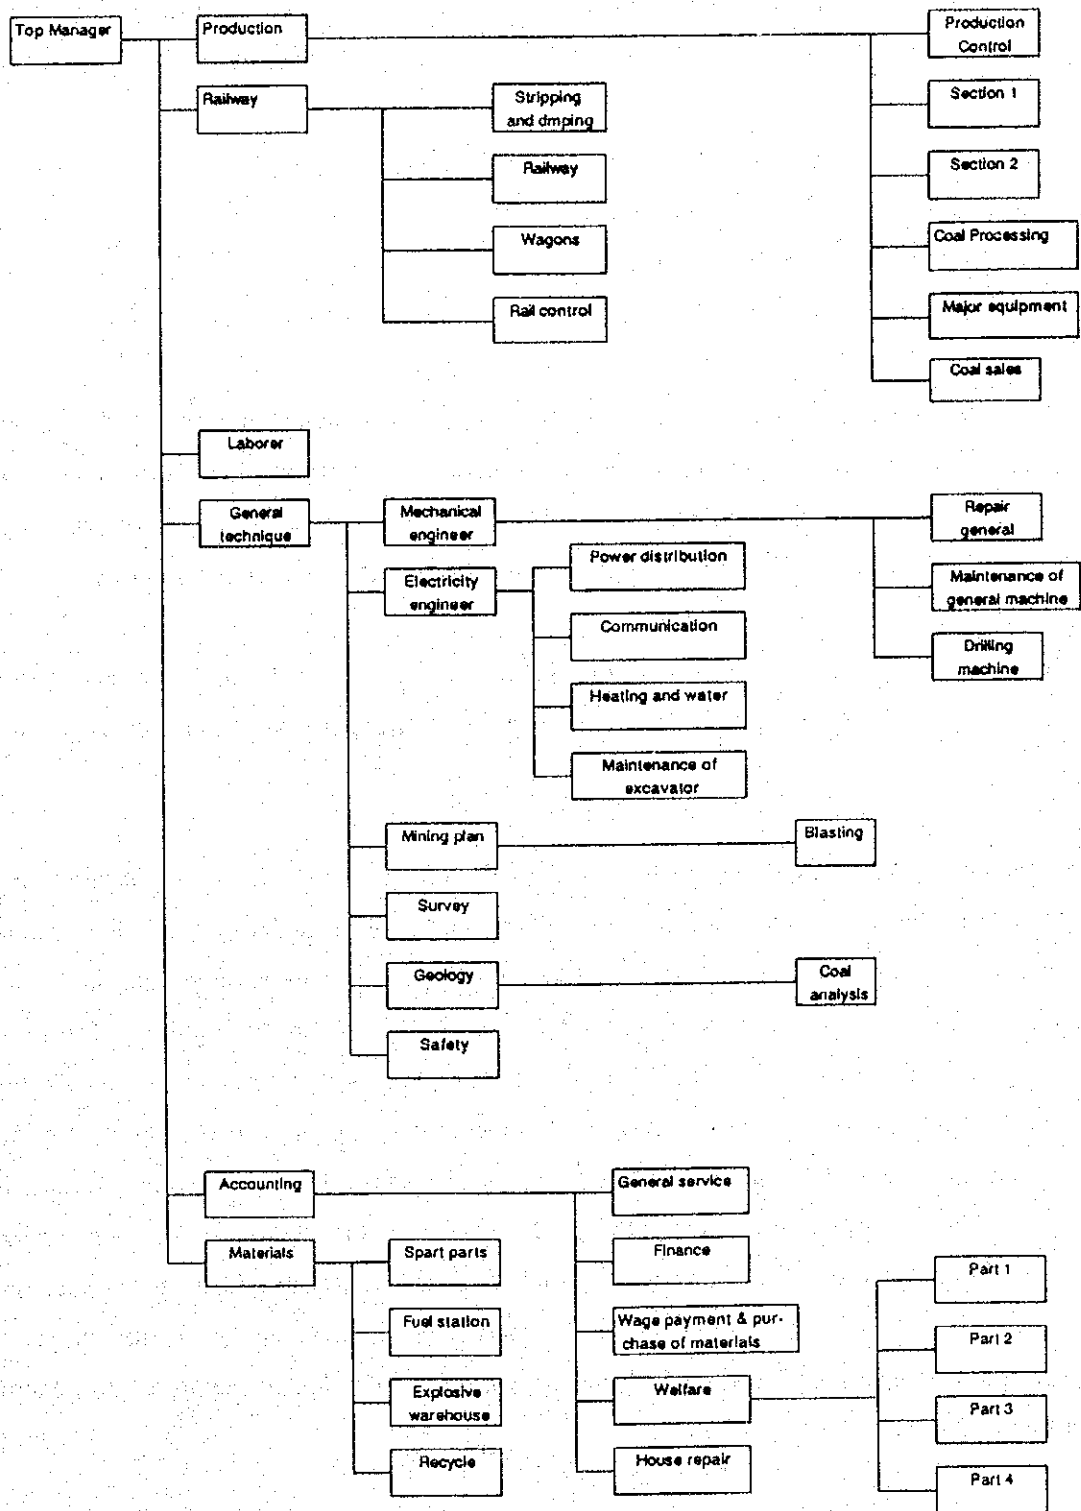 Top Manager
Production
Production
Control
Railway
Stripping
and dmping
Section 1
Railway
Section 2
Wagons
Coal Processing
Rail control
Major equipment
Coal sales
Laborer
General
technique
Mechanical
engineer
Repair
general
Electricity
engineer
Power distribution
Maintenance of
general machine
Communication
Drilling
machine
Heating and water
Maintenance of
excavator
Mining plan
Blasting
Survey
Geology
Coal
analysis
Safety
Accounting
General service
Materials
Spart parts
Finance
Part 1
Fuel station
Wage payment & pur-
chase of materials
Part 2
Explosive
warehouse
Welfare
Part 3
Recycle
House repair
Part 4